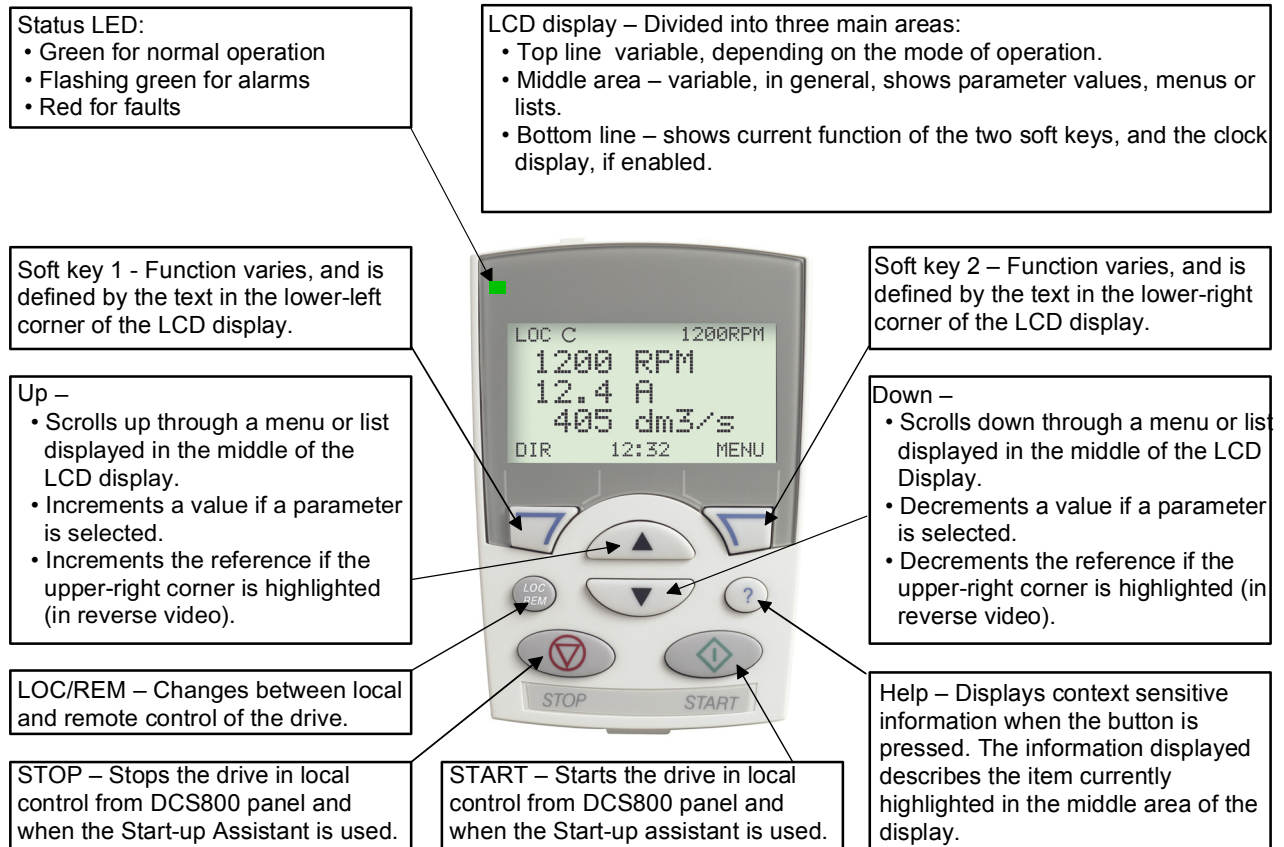 Status LED:
• Green for normal operation
• Flashing green for alarms
• Red for faults
LCD display – Divided into three main areas:
• Top line  variable, depending on the mode of operation.
• Middle area – variable, in general, shows parameter values, menus or
lists.
• Bottom line – shows current function of the two soft keys, and the clock
display, if enabled.
Soft key 1 - Function varies, and is
defined by the text in the lower-left
corner of the LCD display.
Soft key 2 – Function varies, and is
defined by the text in the lower-right
corner of the LCD display.
LOC C 1200RPM
1200 RPM
12.4 A
405 dm3/s
DIR 12:32 MENU
Up –
• Scrolls up through a menu or list
displayed in the middle of the
LCD display.
• Increments a value if a parameter
is selected.
• Increments the reference if the
upper-right corner is highlighted
(in reverse video).
Down –
• Scrolls down through a menu or list
displayed in the middle of the LCD
Display.
• Decrements a value if a parameter
is selected.
• Decrements the reference if the
upper-right corner is highlighted (in
reverse video).
LOC
REM
?
STOP START
LOC/REM – Changes between local
and remote control of the drive.
Help – Displays context sensitive
information when the button is
pressed. The information displayed
describes the item currently
highlighted in the middle area of the
display.
STOP – Stops the drive in local
control from DCS800 panel and
when the Start-up Assistant is used.
START – Starts the drive in local
control from DCS800 panel and
when the Start-up assistant is used.